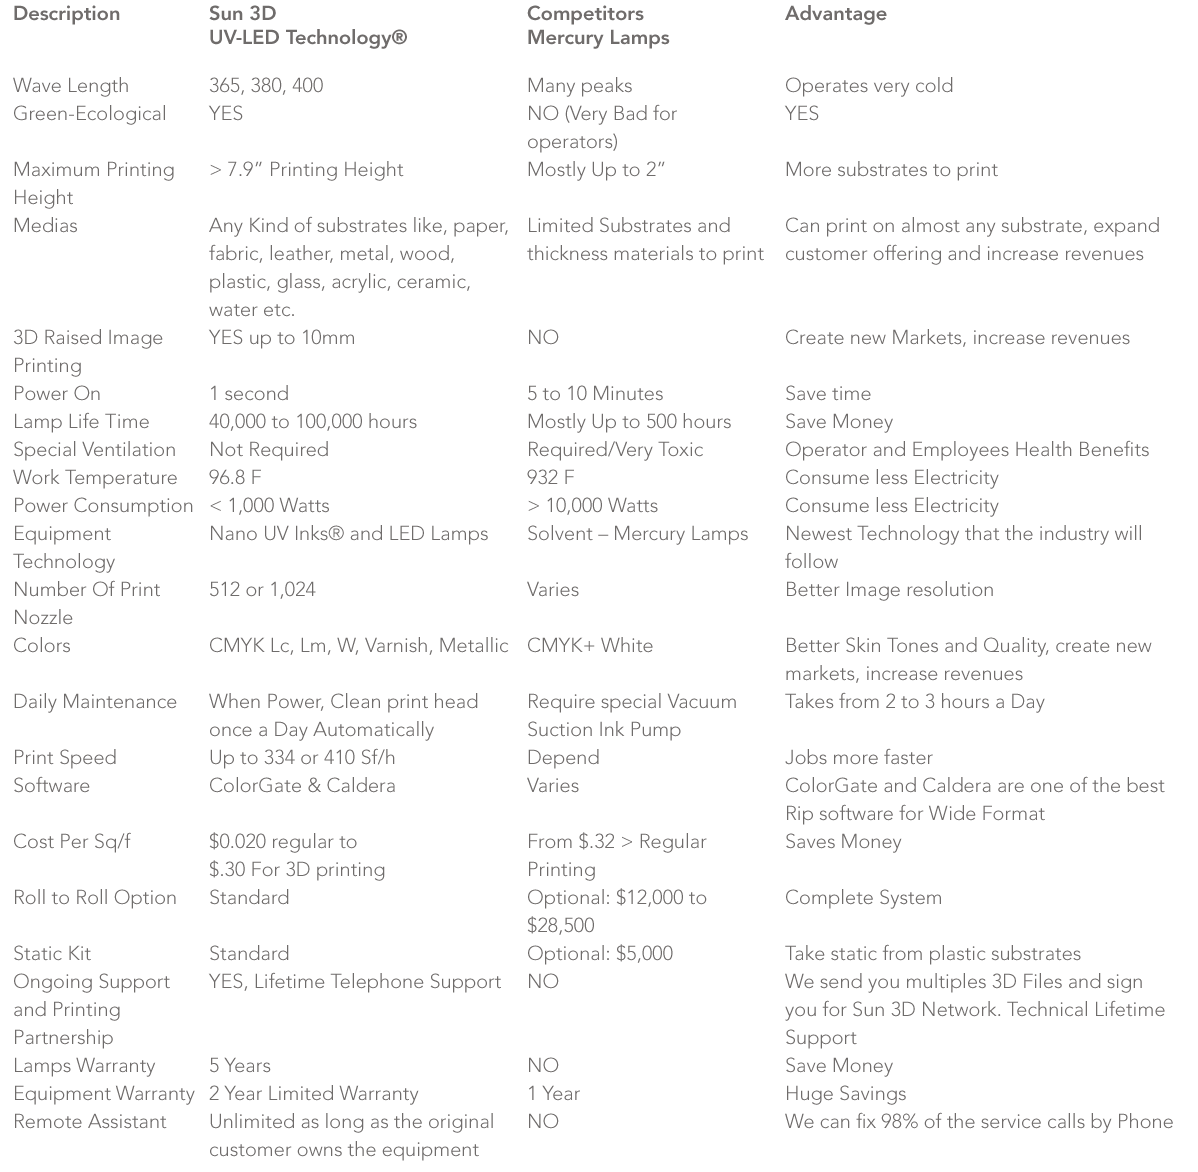 Description Sun 3D Competitors Advantage
UV-LED Technology® Mercury Lamps
Wave Length 365, 380, 400 Many peaks Operates very cold
Green-Ecological YES NO (Very Bad for YES
operators)
Maximum Printing > 7.9” Printing Height Mostly Up to 2” More substrates to print
Height
Medias Any Kind of substrates like, paper, Limited Substrates and Can print on almost any substrate, expand
fabric, leather, metal, wood, thickness materials to print customer offering and increase revenues
plastic, glass, acrylic, ceramic,
water etc.
3D Raised Image YES up to 10mm NO Create new Markets, increase revenues
Printing
Power On 1 second 5 to 10 Minutes Save time
Lamp Life Time 40,000 to 100,000 hours Mostly Up to 500 hours Save Money
Special Ventilation Not Required Required/Very Toxic Operator and Employees Health Benefits
Work Temperature 96.8 F 932 F Consume less Electricity
Power Consumption < 1,000 Watts > 10,000 Watts Consume less Electricity
Equipment Nano UV Inks® and LED Lamps Solvent – Mercury Lamps Newest Technology that the industry will
Technology follow
Number Of Print 512 or 1,024 Varies Better Image resolution
Nozzle
Colors CMYK Lc, Lm, W, Varnish, Metallic CMYK+ White Better Skin Tones and Quality, create new
markets, increase revenues
Daily Maintenance When Power, Clean print head Require special Vacuum Takes from 2 to 3 hours a Day
once a Day Automatically Suction Ink Pump
Print Speed Up to 334 or 410 Sf/h Depend Jobs more faster
Software ColorGate & Caldera Varies ColorGate and Caldera are one of the best
Rip software for Wide Format
Cost Per Sq/f $0.020 regular to From $.32 > Regular Saves Money
$.30 For 3D printing Printing
Roll to Roll Option Standard Optional: $12,000 to Complete System
$28,500
Static Kit Standard Optional: $5,000 Take static from plastic substrates
Ongoing Support YES, Lifetime Telephone Support NO We send you multiples 3D Files and sign
and Printing you for Sun 3D Network. Technical Lifetime
Partnership Support
Lamps Warranty 5 Years NO Save Money
Equipment Warranty 2 Year Limited Warranty 1 Year Huge Savings
Remote Assistant Unlimited as long as the original NO We can fix 98% of the service calls by Phone
customer owns the equipment